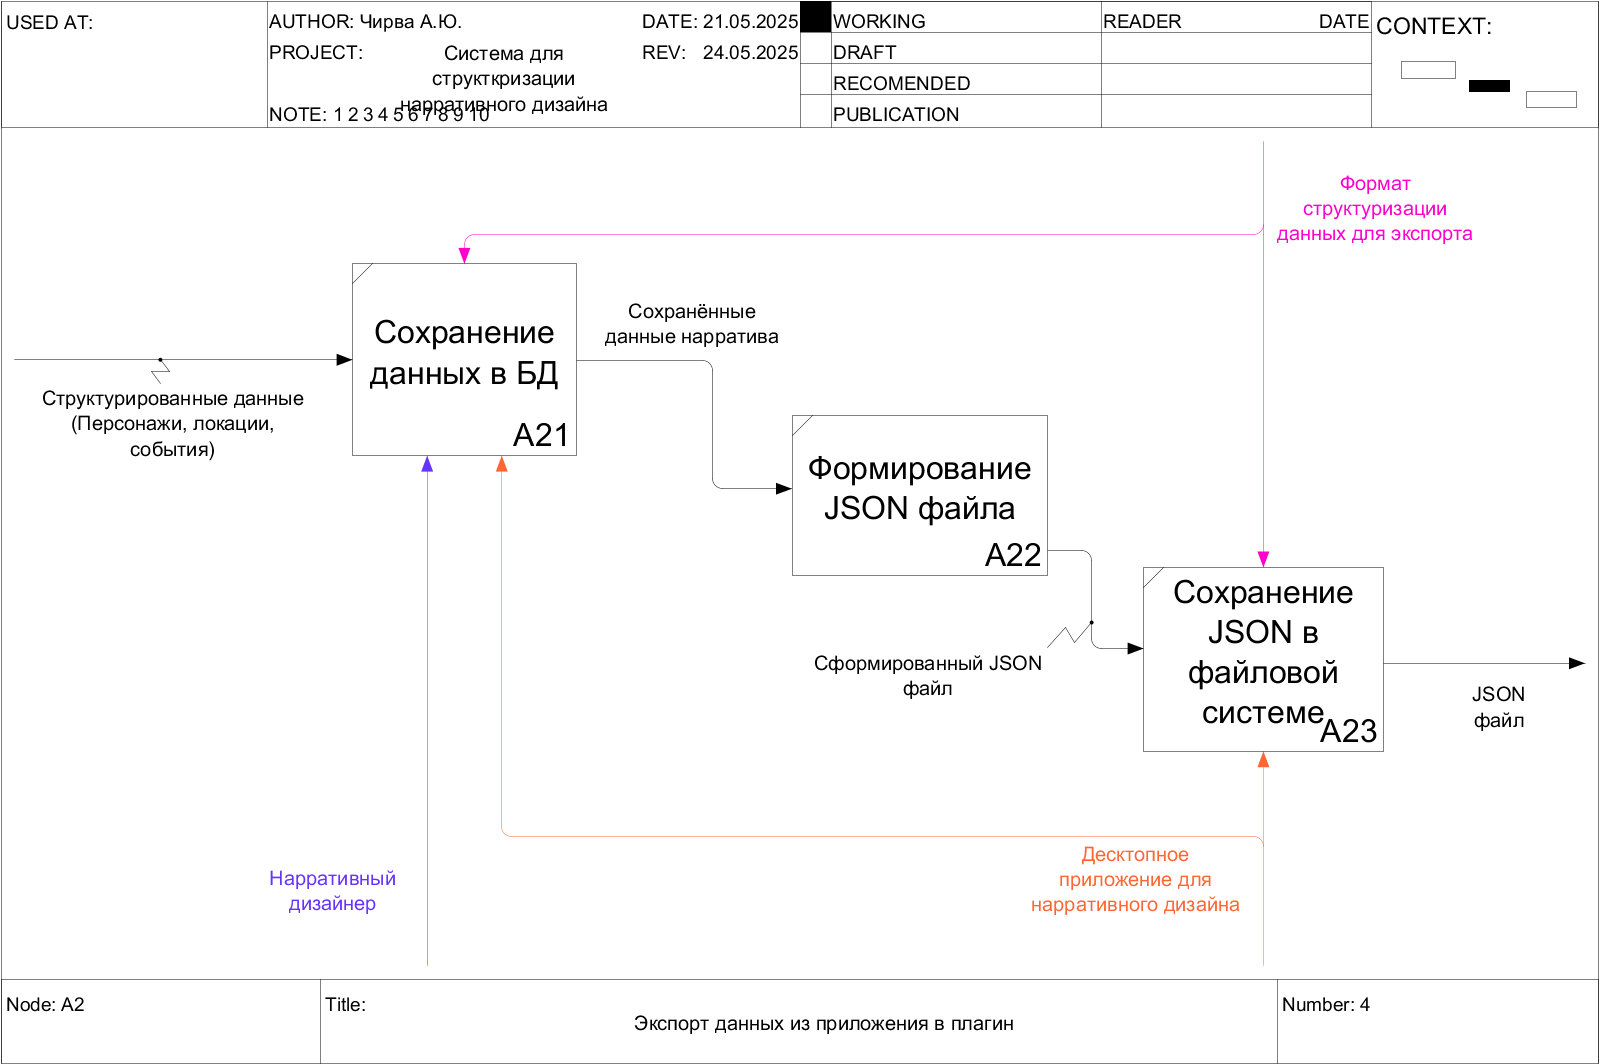 USED AT:
AUTHOR: Чирва А.Ю.
DATE: 21.05.2025
PROJECT:
Система для
структкризации
нарративного дизайна
REV: 24.05.2025
NOTE: 1 2 3 4 5 6 7 8 9 10
WORKING
DRAFT
RECOMENDED
PUBLICATION
READER
DATE
CONTEXT:
Формат
структуризации
данных для экспорта
Сохранение
данных в БД
A21
Сохранённые
данные нарратива
Структурированные данные
(Персонажи, локации,
события)
Формирование
JSON файла
A22
Сформированный JSON
файл
Сохранение
JSON в
файловой
системе
A23
JSON
файл
Нарративный
дизайнер
Десктопное
приложение для
нарративного дизайна
Node: A2
Title:
Экспорт данных из приложения в плагин
Number: 4